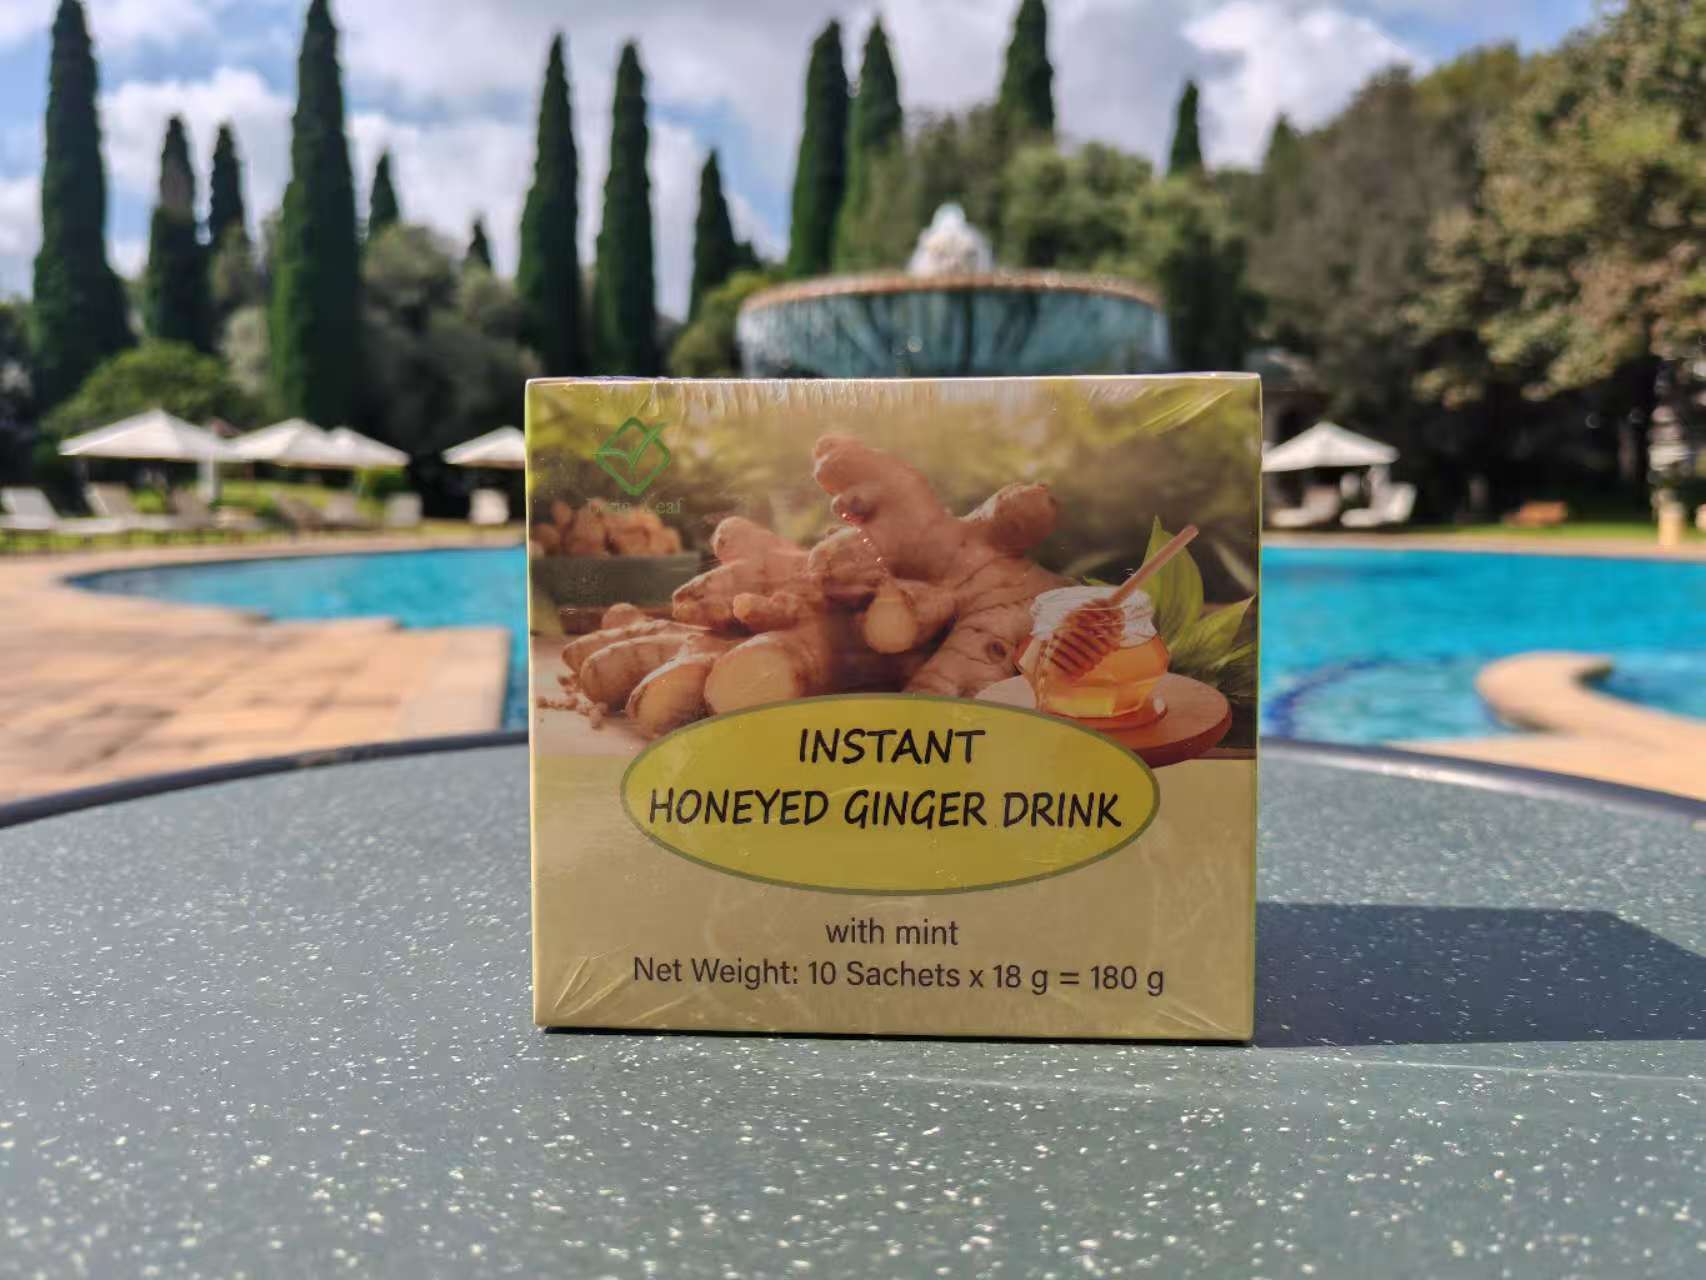 INSTANT
HONEYED GINGER DRINK
with mint
Net Weight: 10 Sachets x 18 g = 180 g